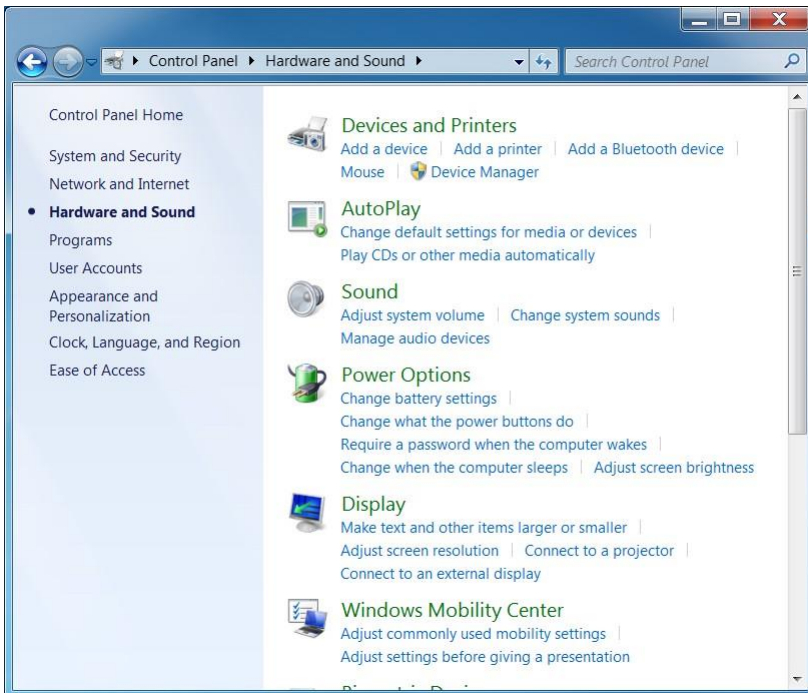 Control Panel Hardware and Sound
Search Control Panel
Control Panel Home
System and Security
Network and Internet
Hardware and Sound
Programs
User Accounts
Appearance and
Personalization
Clock, Language, and Region
Ease of Access
Devices and Printers
Add a device Add a printer Add a Bluetooth device
Mouse Device Manager
AutoPlay
Change default settings for media or devices
Play CDs or other media automatically
Sound
Adjust system volume Change system sounds
Manage audio devices
Power Options
Change battery settings
Change what the power buttons do
Require a password when the computer wakes
Change when the computer sleeps Adjust screen brightness
Display
Make text and other items larger or smaller
Adjust screen resolution Connect to a projector
Connect to an external display
Windows Mobility Center
Adjust commonly used mobility settings
Adjust settings before giving a presentation